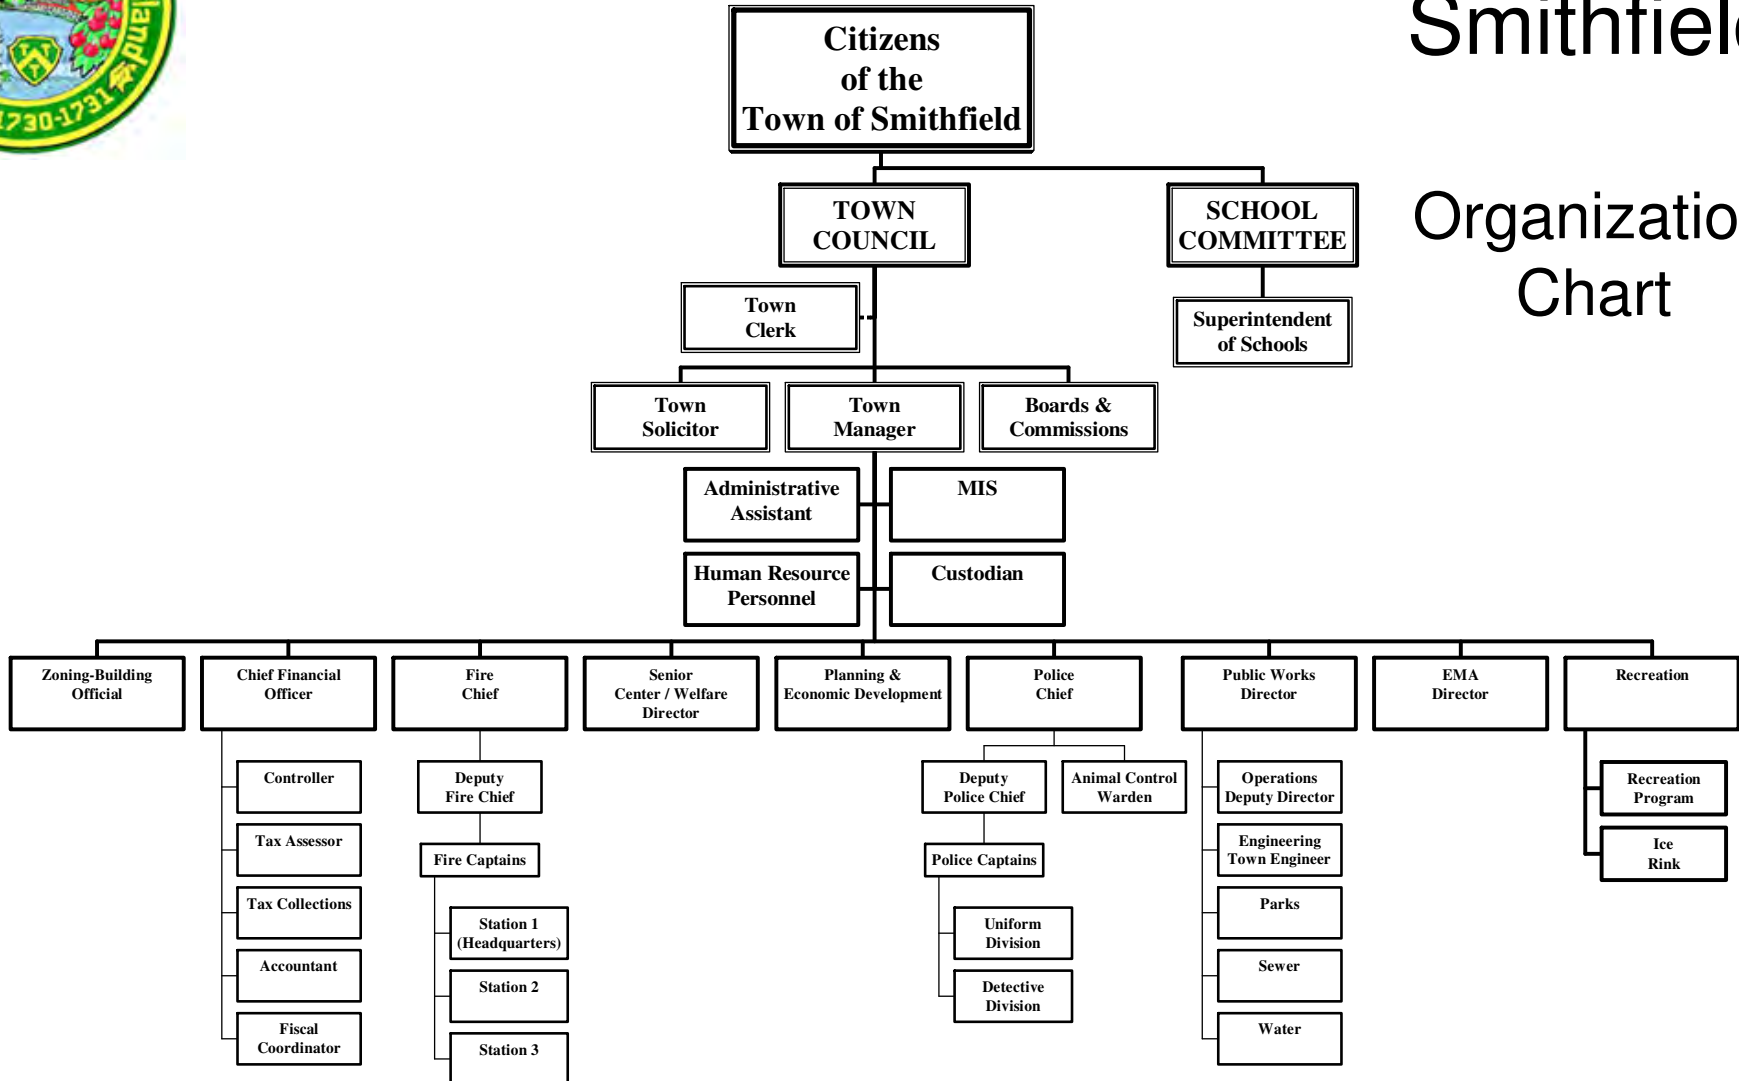 land
1730-1731
Smithfiel
Organizatio
Chart
Citizens
of the
Town of Smithfield
TOWN
COUNCIL
SCHOOL
COMMITTEE
Town
Clerk
Superintendent
of Schools
Town
Solicitor
Town
Manager
Boards &
Commissions
Administrative
Assistant
MIS
Human Resource
Personnel
Custodian
Zoning-Building
Official
Chief Financial
Officer
Fire
Chief
Senior
Center / Welfare
Director
Planning &
Economic Development
Police
Chief
Public Works
Director
EMA
Director
Recreation
Controller
Tax Assessor
Tax Collections
Accountant
Fiscal
Coordinator
Deputy
Fire Chief
Fire Captains
Station 1
(Headquarters)
Station 2
Station 3
Deputy
Police Chief
Animal Control
Warden
Police Captains
Uniform
Division
Detective
Division
Operations
Deputy Director
Engineering
Town Engineer
Parks
Sewer
Water
Recreation
Program
Ice
Rink